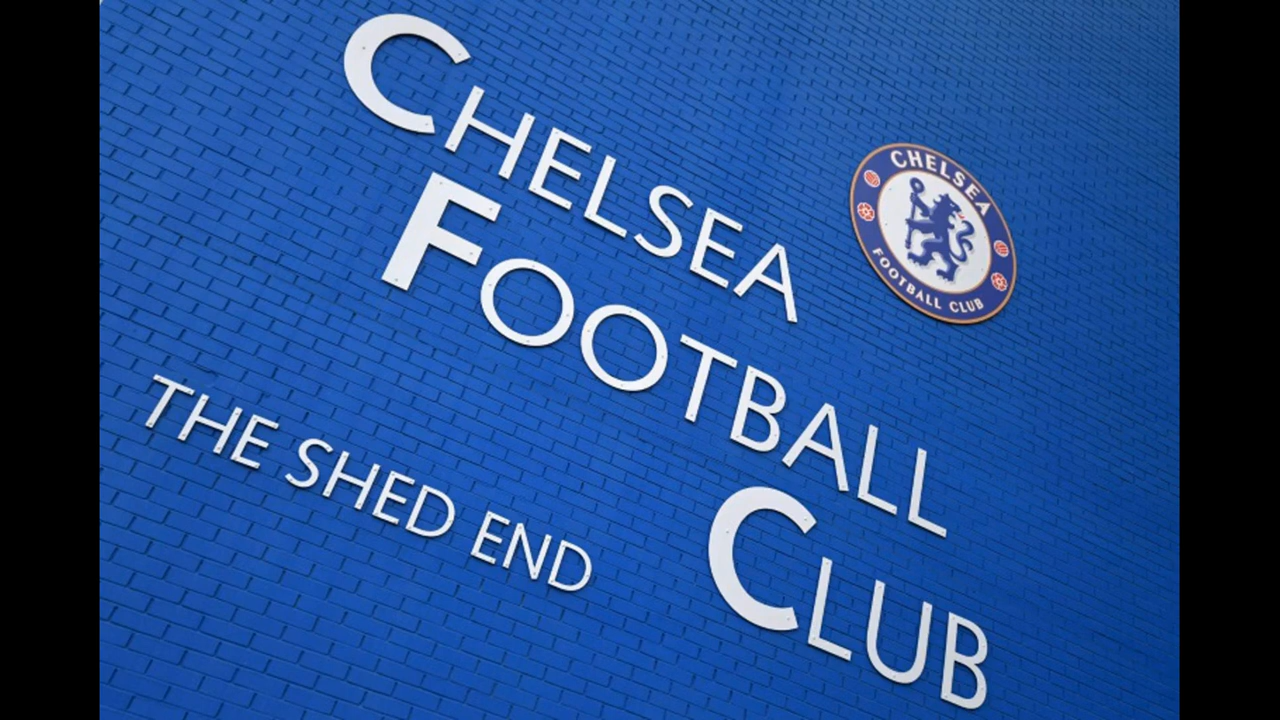 CHELSEA
FOOTBALL
CLUB
THE SHED END
CHELSEA
FOOTBALL CLUB